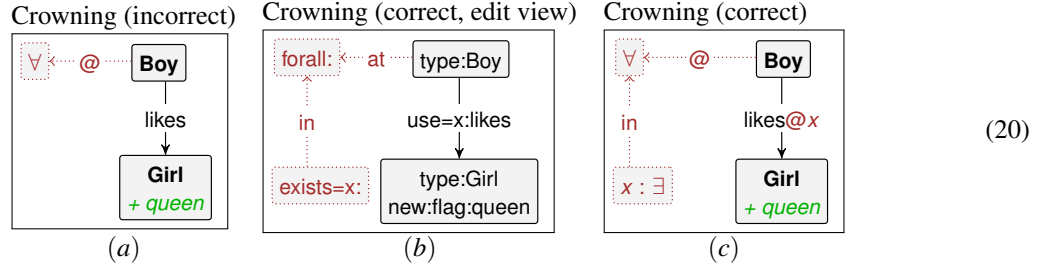 Crowning (incorrect)
∀ @ Boy
likes
Girl
+ queen
(a)
Crowning (correct, edit view)
forall: at type:Boy
in use=x:likes
exists=x: type:Girl
new:flag:queen
(b)
Crowning (correct)
∀ @ Boy
in likes@x
x : ∃ Girl
+ queen
(c)
(20)